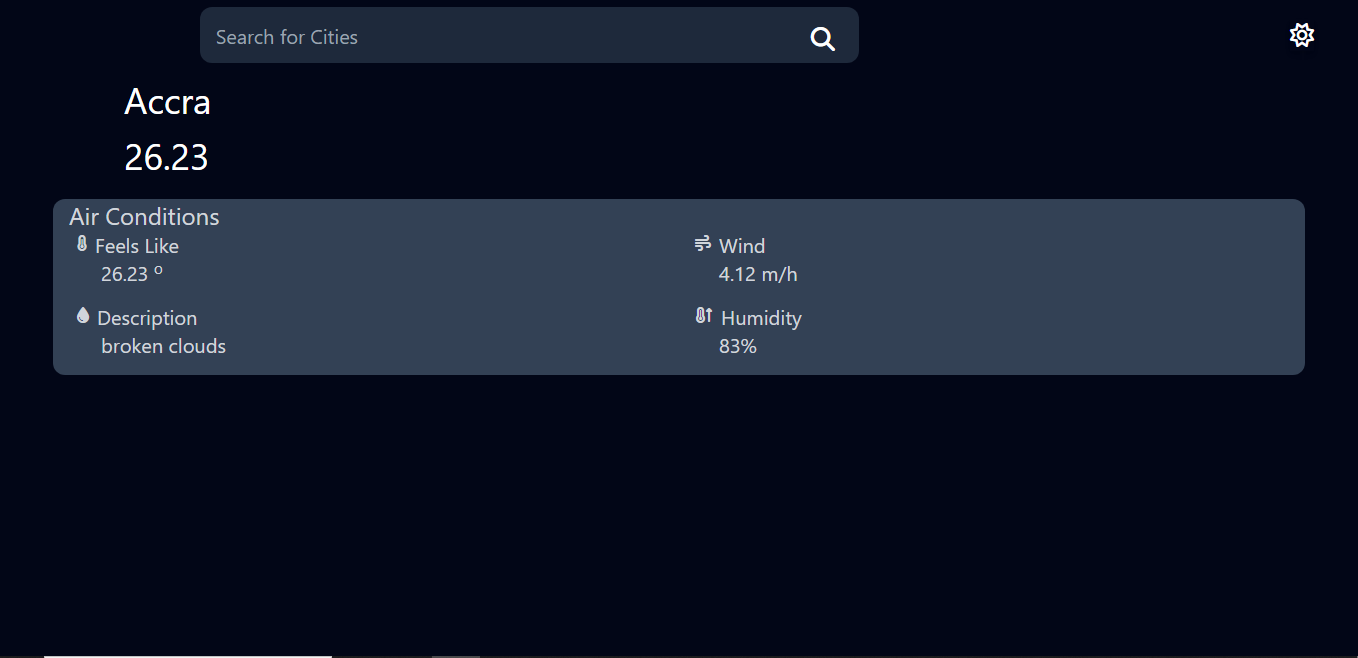 Search for Cities
Accra
26.23
Air Conditions
Feels Like
26.23 º
Wind
4.12 m/h
Description
broken clouds
Humidity
83%